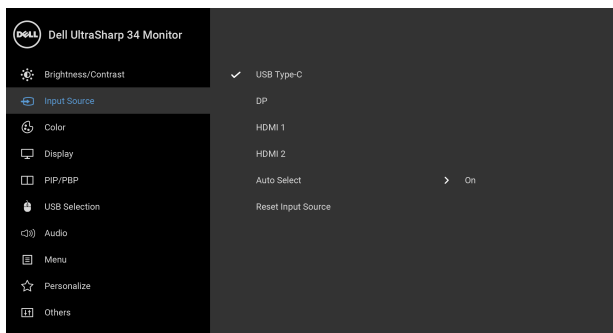 DELL Dell UltraSharp 34 Monitor
Brightness/Contrast
Input Source
Color
Display
PIP/PBP
USB Selection
Audio
Menu
Personalize
Others
USB Type-C
DP
HDMI 1
HDMI 2
Auto Select On
Reset Input Source